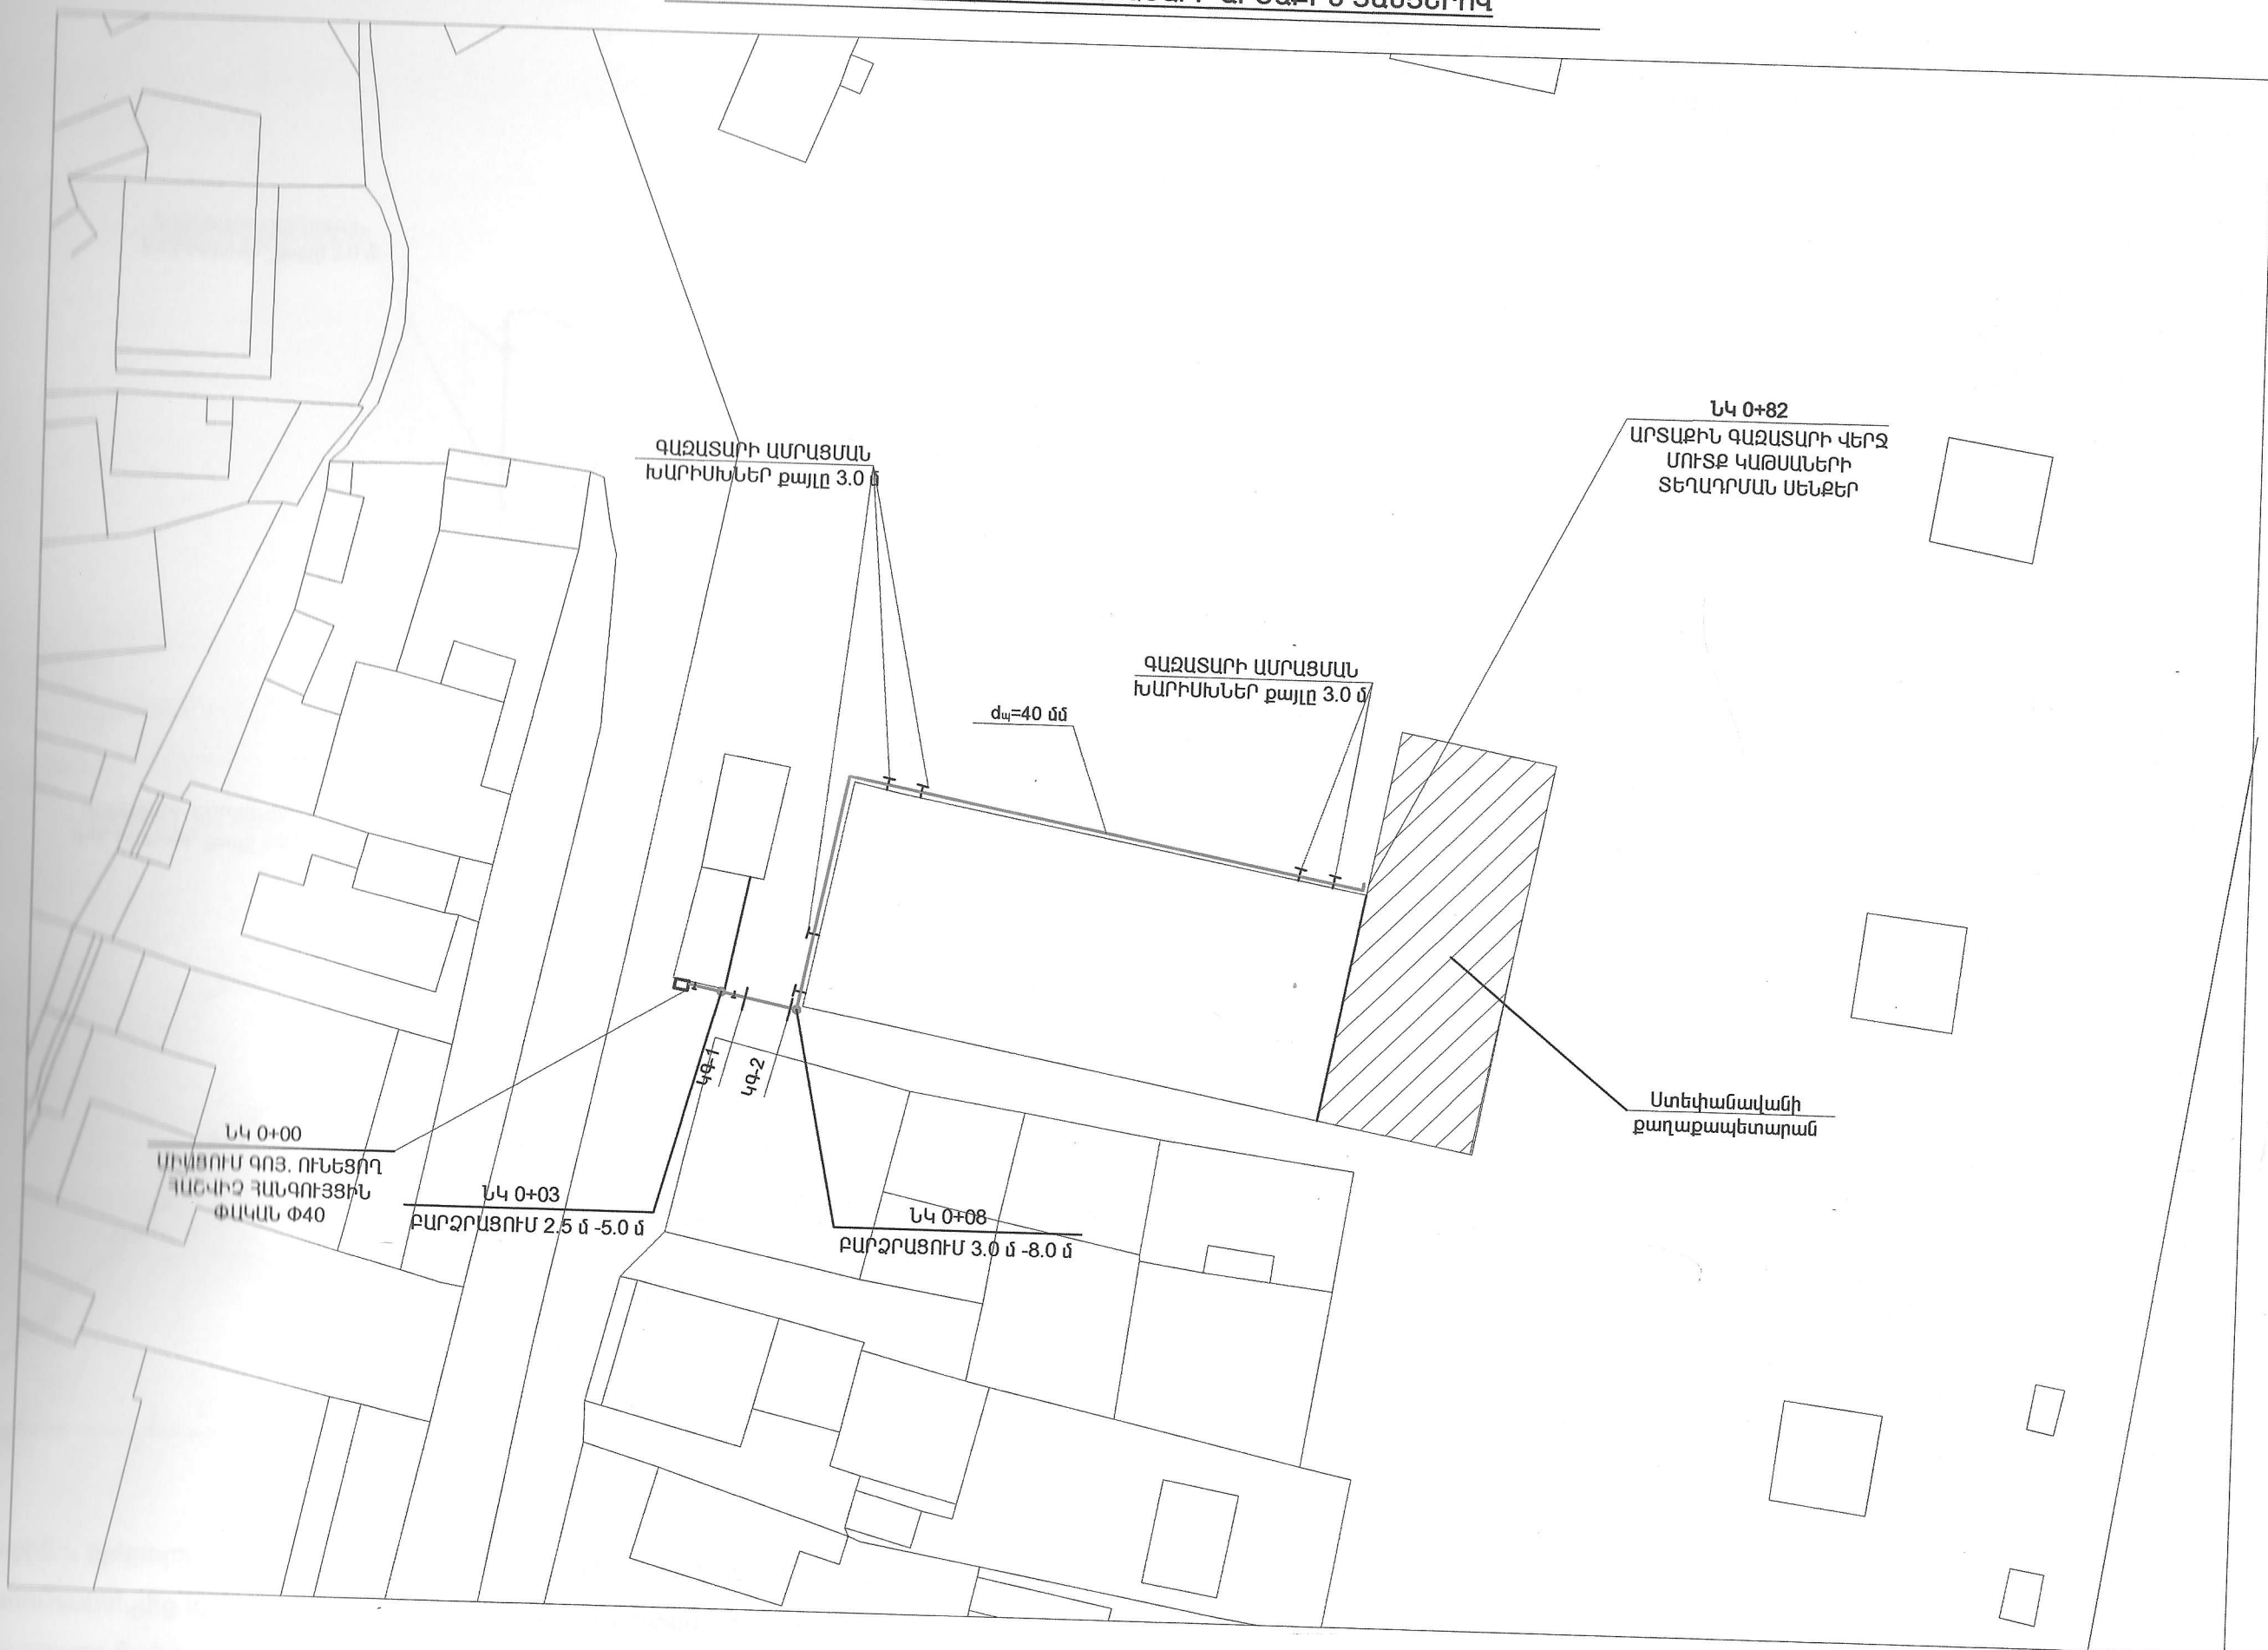 ԳԱԶԱՏԱՐԻ ԱՄՐԱՑՄԱՆ
ԽԱՐԻՍԽՆԵՐ քայլը 3.0 մ
ՆԿ 0+82
ԱՐՏԱՔԻՆ ԳԱԶԱՏԱՐԻ ՎԵՐՋ
ՄՈՒՏՔ ԿԱԹՍԱՆԵՐԻ
ՏԵՂԱԴՐՄԱՆ ՍԵՆՔԵՐ
ԳԱԶԱՏԱՐԻ ԱՄՐԱՑՄԱՆ
ԽԱՐԻՍԽՆԵՐ քայլը 3.0 մ
dպ=40 մմ
ԿԳ-1
ԿԳ-2
Ստեփանավանի
քաղաքապետարան
ՆԿ 0+00
ՄԻԱՑՈՒՄ ԳՈՅ. ՈՒՆԵՑՈՂ
ՀԱՇՎԻՉ ՀԱՆԳՈՒՅՑԻՆ
ՓԱԿԱՆ Φ40
ՆԿ 0+03
ԲԱՐՁՐԱՑՈՒՄ 2.5 մ -5.0 մ
ՆԿ 0+08
ԲԱՐՁՐԱՑՈՒՄ 3.0 մ -8.0 մ